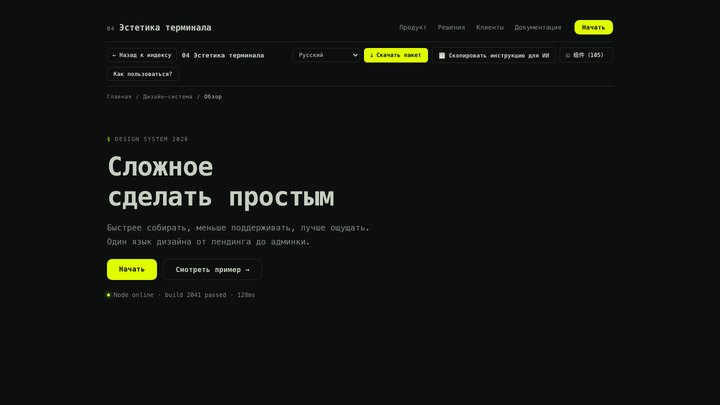 04 Эстетика терминала
Продукт Решения Клиенты Документация Начать
← Назад к индексу 04 Эстетика терминала Русский ↓ Скачать пакет 📋 Скопировать инструкцию для ИИ 组件 (105)
Как пользоваться?
Главная / Дизайн-система / Обзор
$ DESIGN SYSTEM 2026
Сложное
сделать простым
Быстрее собирать, меньше поддерживать, лучше ощущать.
Один язык дизайна от лендинга до админки.
Начать Смотреть пример →
Node online · build 2041 passed · 128ms